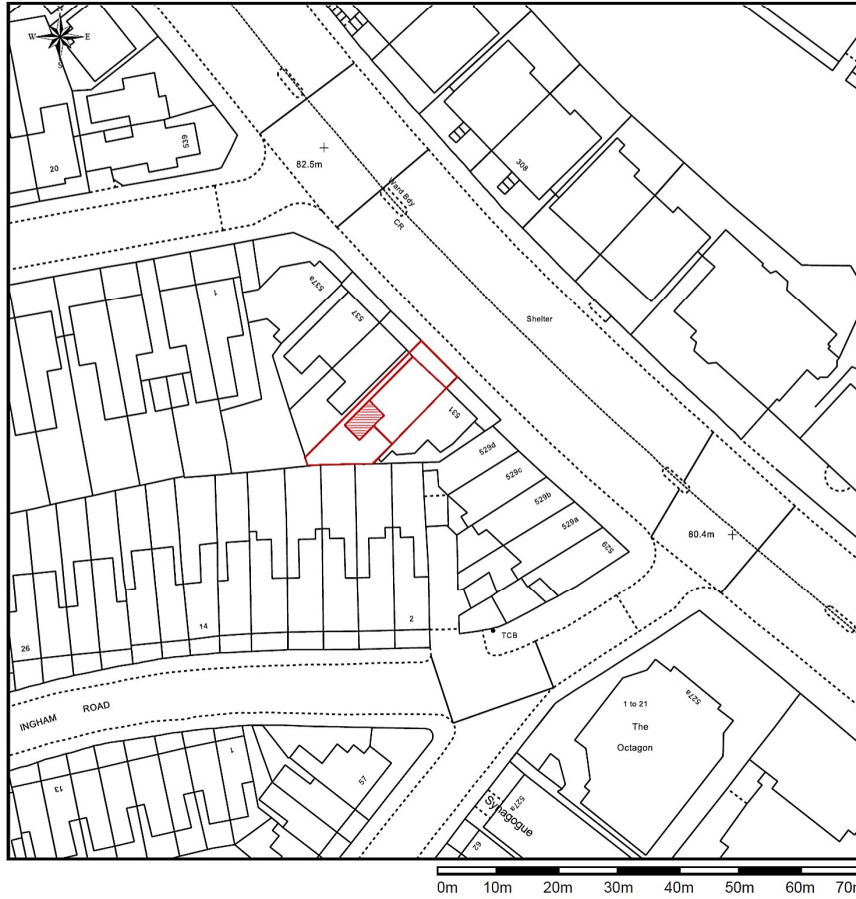 W E
S
20
539
82.5m
Ward Bdy
CR
308
1
537a
537
Shelter
531
529d
529c
529b
529a
529
80.4m
26
14
2
TCB
INGHAM ROAD
1 to 21
The
Octagon
527a
1
13
57
527a
Synagogue
62
0m 10m 20m 30m 40m 50m 60m